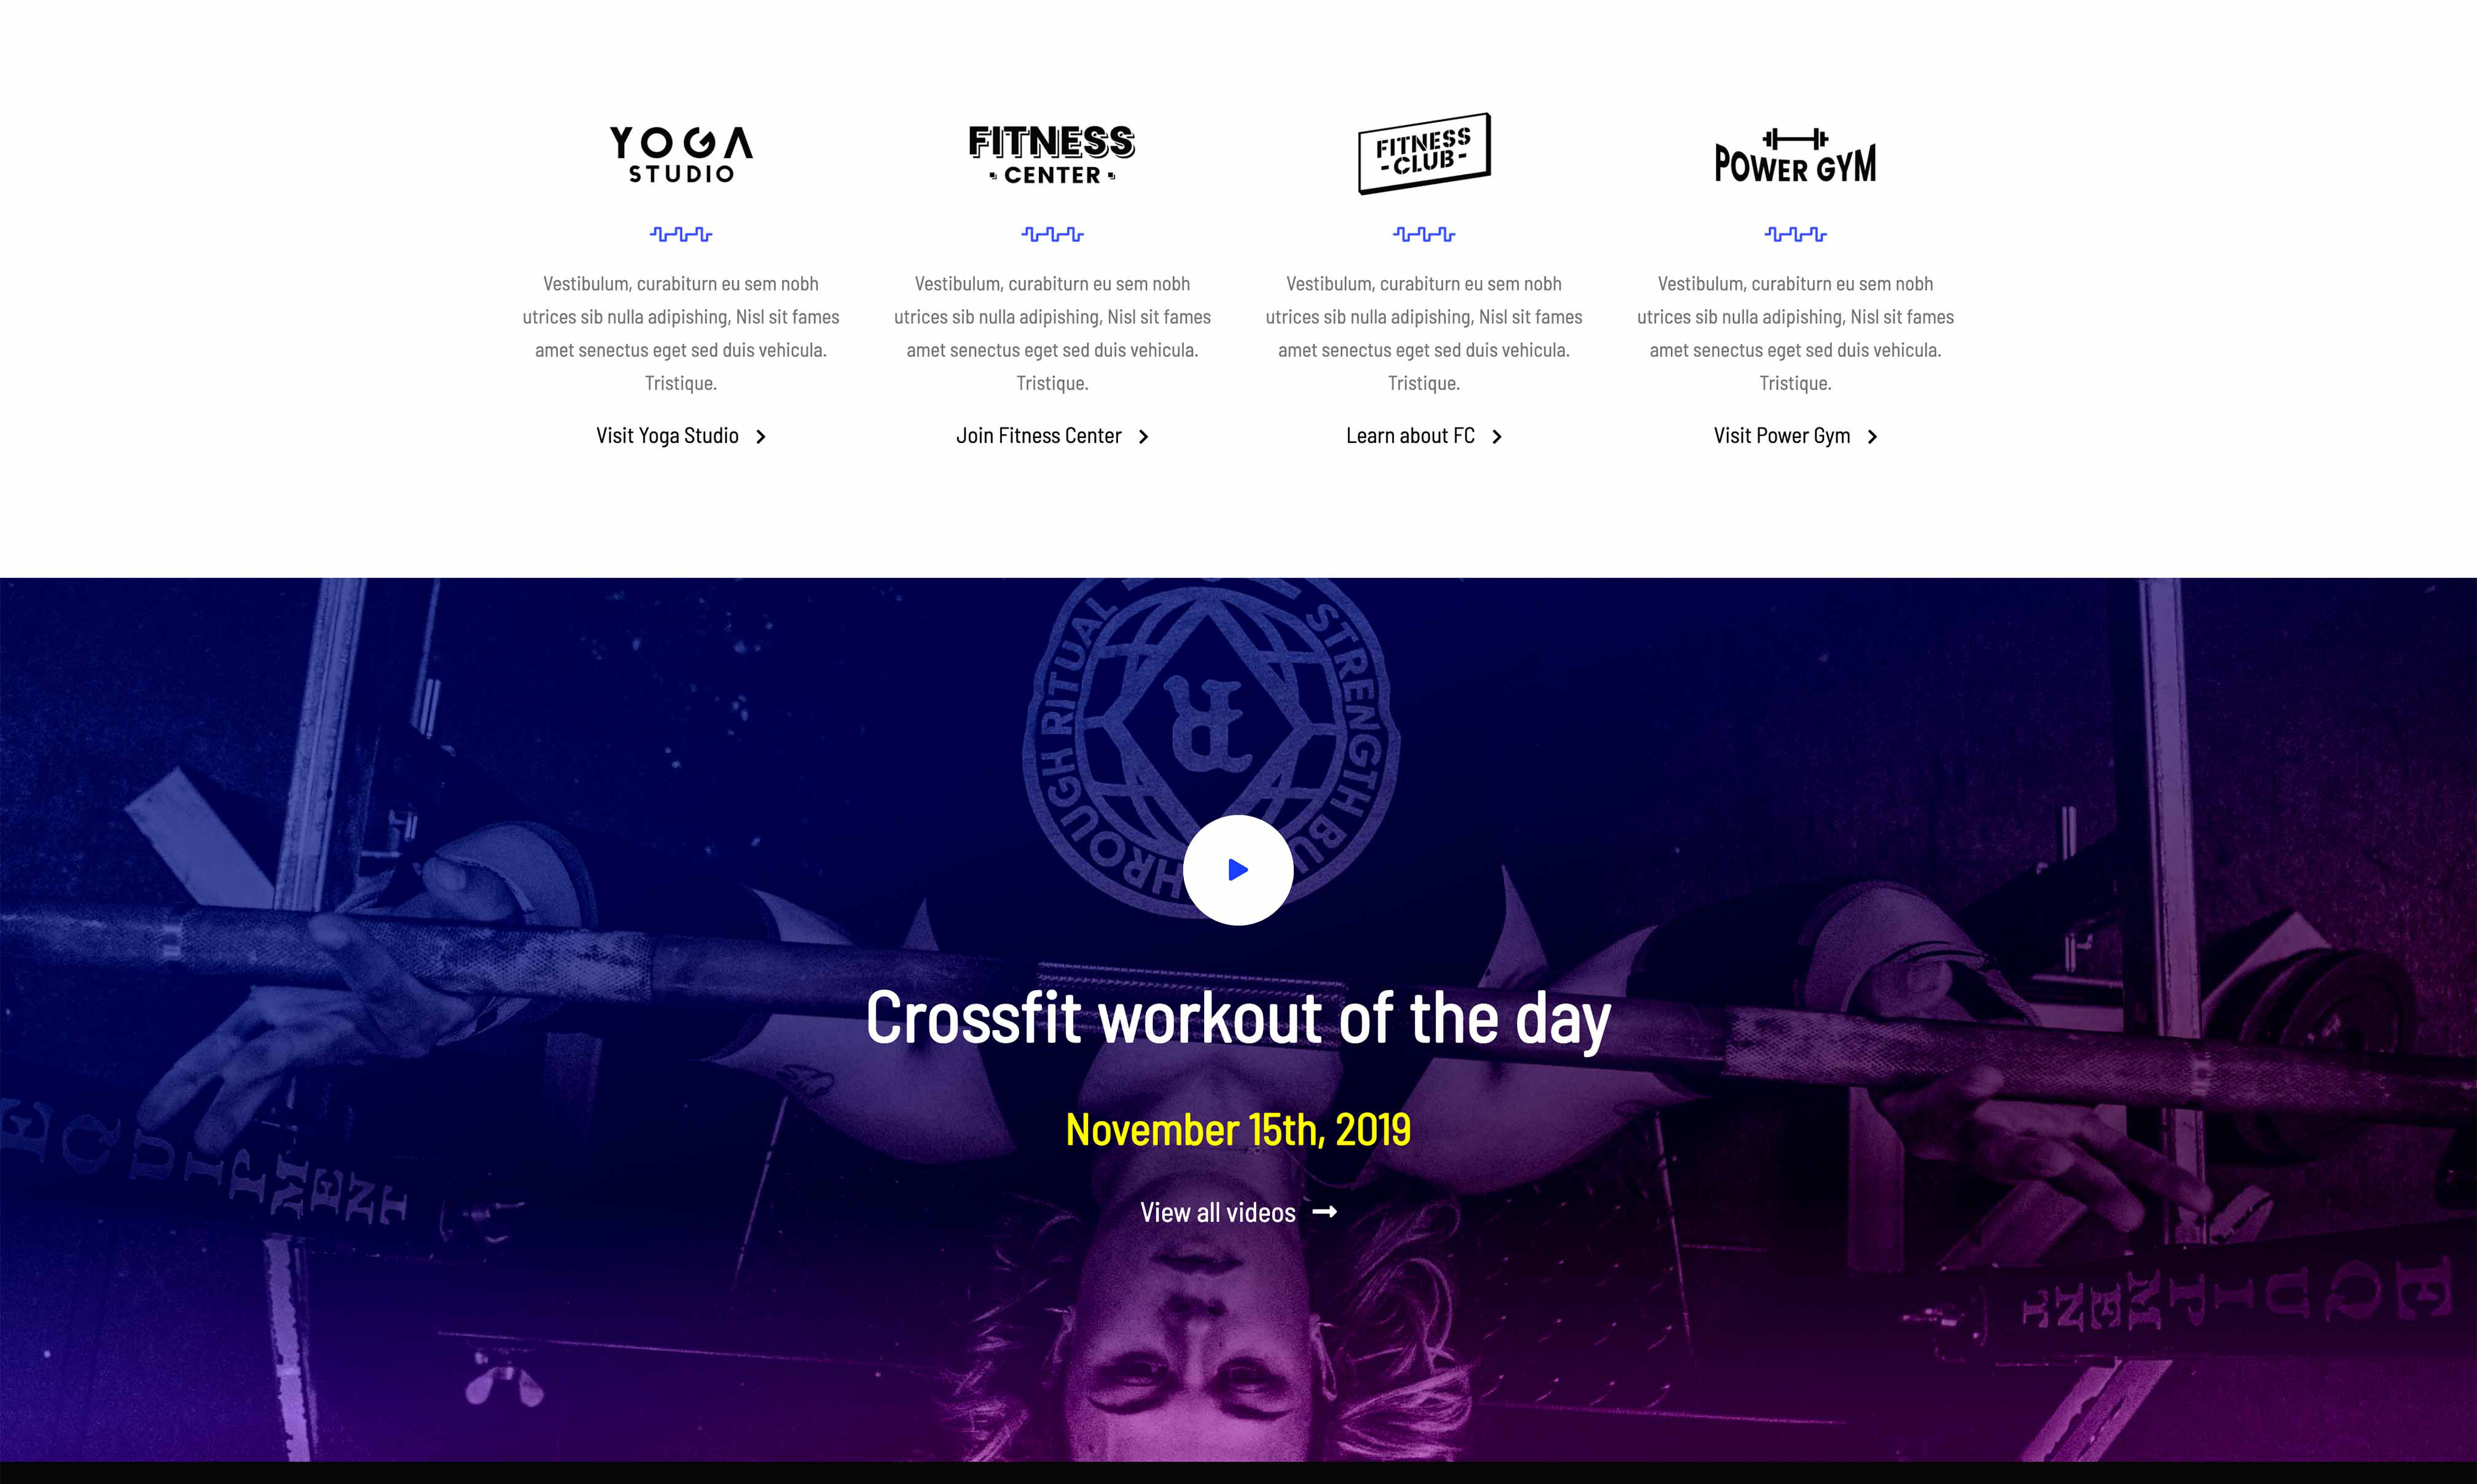 YOGA
STUDIO
FITNESS
· CENTER ·
FITNESS
-CLUB-
POWER GYM
Vestibulum, curabiturn eu sem nobh
utrices sib nulla adipishing, Nisl sit fames
amet senectus eget sed duis vehicula.
Tristique.
Visit Yoga Studio
Vestibulum, curabiturn eu sem nobh
utrices sib nulla adipishing, Nisl sit fames
amet senectus eget sed duis vehicula.
Tristique.
Join Fitness Center
Vestibulum, curabiturn eu sem nobh
utrices sib nulla adipishing, Nisl sit fames
amet senectus eget sed duis vehicula.
Tristique.
Learn about FC
Vestibulum, curabiturn eu sem nobh
utrices sib nulla adipishing, Nisl sit fames
amet senectus eget sed duis vehicula.
Tristique.
Visit Power Gym
STRENGTH
RITUAL
R
Crossfit workout of the day
November 15th, 2019
EQUIPMENT
View all videos
EQUIPMENT